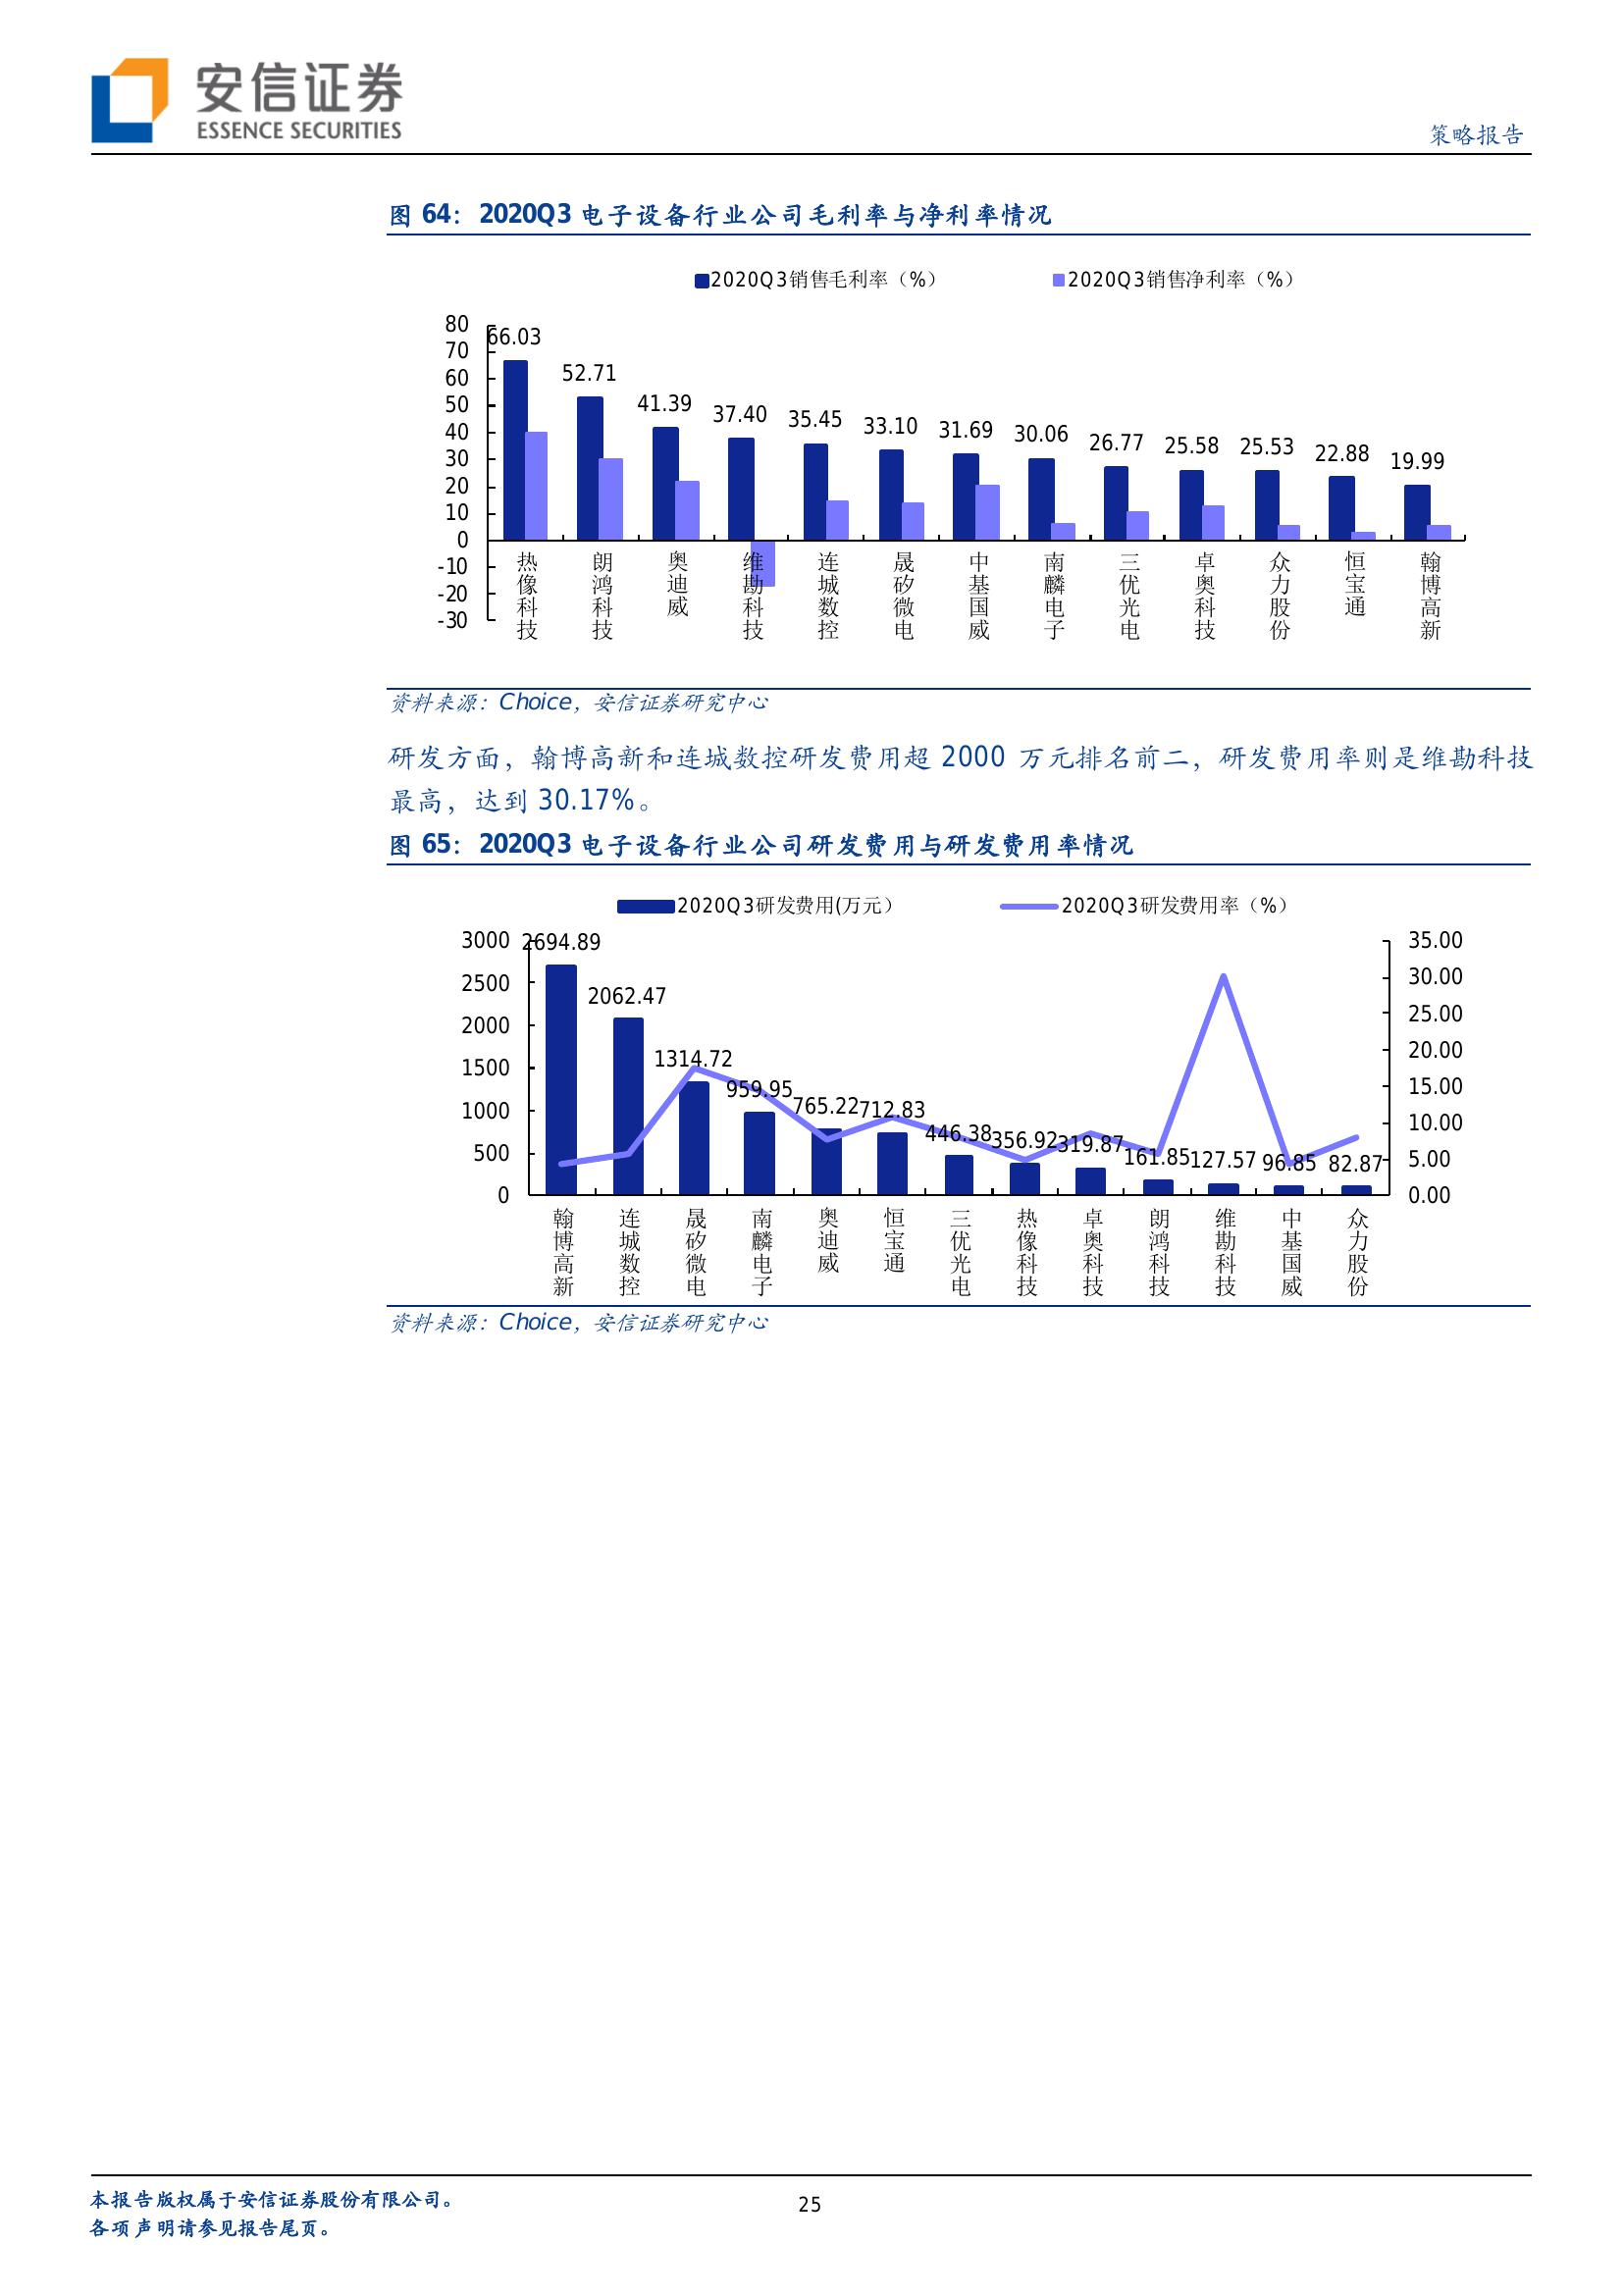 安信证券
ESSENCE SECURITIES
策略报告
图 64：2020Q3 电子设备行业公司毛利率与净利率情况
2020Q3销售毛利率（%）
2020Q3销售净利率（%）
80
70
60
50
40
30
20
10
0
-10
-20
-30
66.03
52.71
41.39
37.40
35.45
33.10
31.69
30.06
26.77
25.58
25.53
22.88
19.99
热像科技
朗鸿科技
奥迪威
维勘科技
连城数控
晟矽微电
中基国威
南麟电子
三优光电
卓奥科技
众力股份
恒宝通
翰博高新
资料来源：Choice，安信证券研究中心
研发方面，翰博高新和连城数控研发费用超 2000 万元排名前二，研发费用率则是维勘科技
最高，达到 30.17%。
图 65：2020Q3 电子设备行业公司研发费用与研发费用率情况
2020Q3研发费用(万元）
2020Q3研发费用率（%）
3000
2500
2000
1500
1000
500
0
2694.89
2062.47
1314.72
959.95
765.22
712.83
446.38
356.92
319.87
161.85
127.57
96.85
82.87
35.00
30.00
25.00
20.00
15.00
10.00
5.00
0.00
翰博高新
连城数控
晟矽微电
南麟电子
奥迪威
恒宝通
三优光电
热像科技
卓奥科技
朗鸿科技
维勘科技
中基国威
众力股份
资料来源：Choice，安信证券研究中心
本报告版权属于安信证券股份有限公司。
各项声明请参见报告尾页。
25